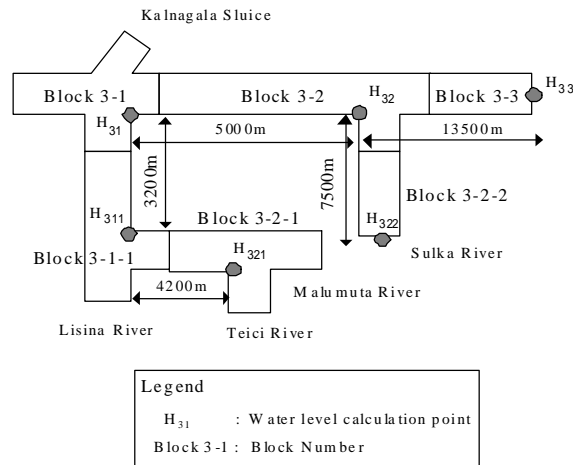 Kalnagala Sluice
Block 3-1
Block 3-2
Block 3-3
H31
H32
H33
5000m
13500m
3200m
7500m
Block 3-2-2
H311
Block 3-2-1
H322
Block 3-1-1
H321
Sulka River
4200m
Malumuta River
Lisina River
Teici River
Legend
H31 : Water level calculation point
Block 3-1 : Block Number